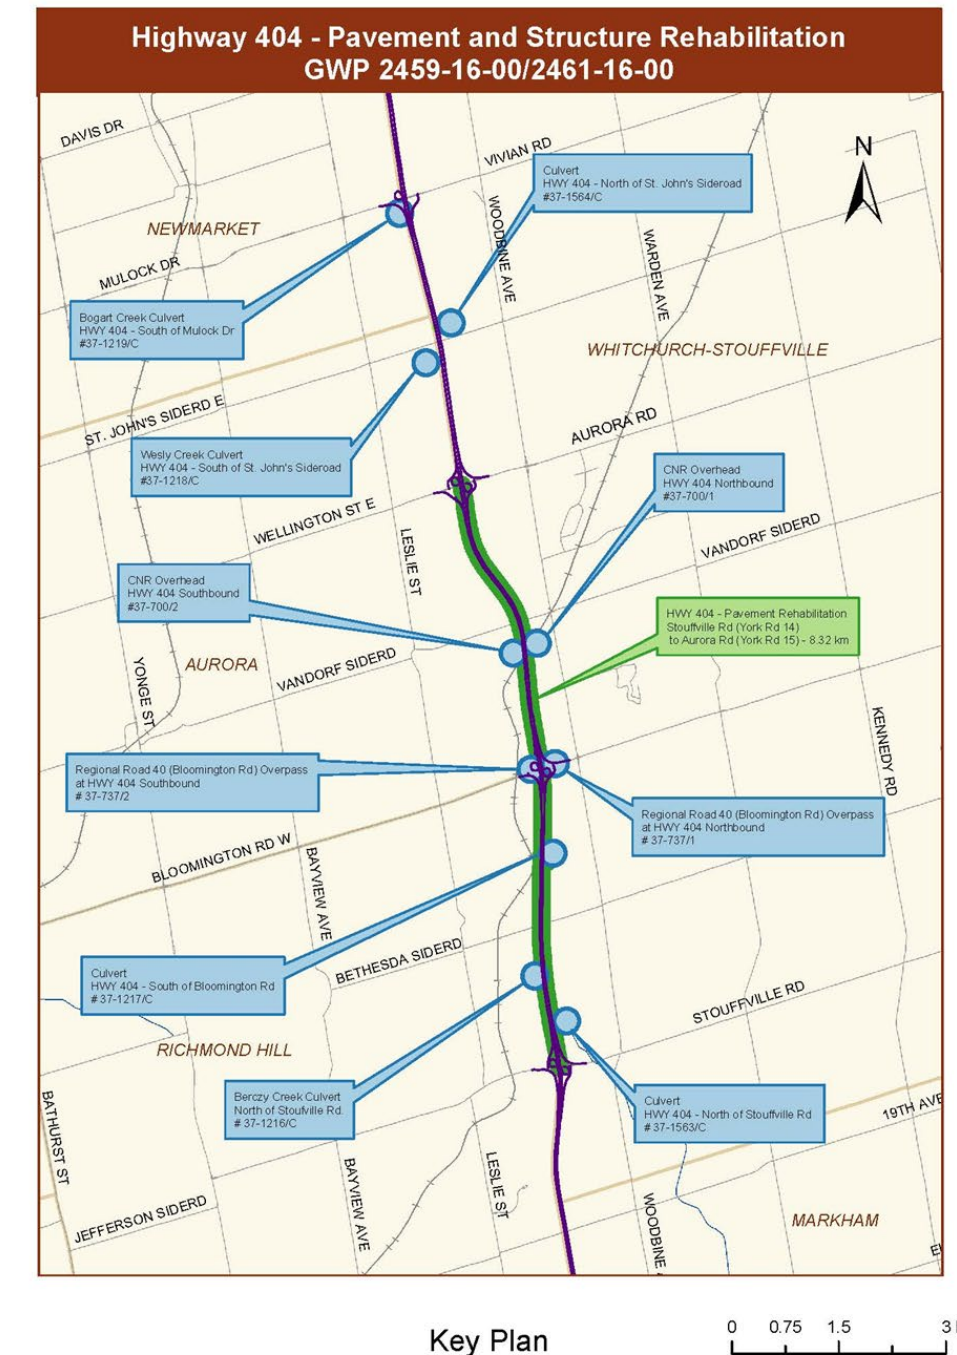 Highway 404 - Pavement and Structure Rehabilitation
GWP 2459-16-00/2461-16-00
DAVIS DR
VIVIAN RD
N
Culvert
HWY 404 - North of St. John's Sideroad
#37-1564/C
NEWMARKET
WOODBINE AVE
WARDEN AVE
MULOCK DR
Bogart Creek Culvert
HWY 404 - South of Mulock Dr
#37-1219/C
WHITCHURCH-STOUFFVILLE
ST. JOHN'S SIDERD E
AURORA RD
Wesly Creek Culvert
HWY 404 - South of St. John's Sideroad
#37-1218/C
CNR Overhead
HWY 404 Northbound
#37-700/1
WELLINGTON ST E
LESLIE ST
VANDORF SIDERD
CNR Overhead
HWY 404 Southbound
#37-700/2
HWY 404 - Pavement Rehabilitation
Stouffville Rd (York Rd 14)
to Aurora Rd (York Rd 15) - 8.32 km
YONGE ST
AURORA
VANDORF SIDERD
KENNEDY RD
Regional Road 40 (Bloomington Rd) Overpass
at HWY 404 Southbound
# 37-737/2
Regional Road 40 (Bloomington Rd) Overpass
at HWY 404 Northbound
# 37-737/1
BLOOMINGTON RD W
BAYVIEW AVE
BETHESDA SIDERD
Culvert
HWY 404 - South of Bloomington Rd
# 37-1217/C
STOUFFVILLE RD
RICHMOND HILL
Berczy Creek Culvert
North of Stoufville Rd.
# 37-1216/C
Culvert
HWY 404 - North of Stouffville Rd
# 37-1563/C
BATHURST ST
19TH AVE
BAYVIEW AVE
LESLIE ST
WOODBINE
JEFFERSON SIDERD
MARKHAM
Key Plan
0 0.75 1.5 3